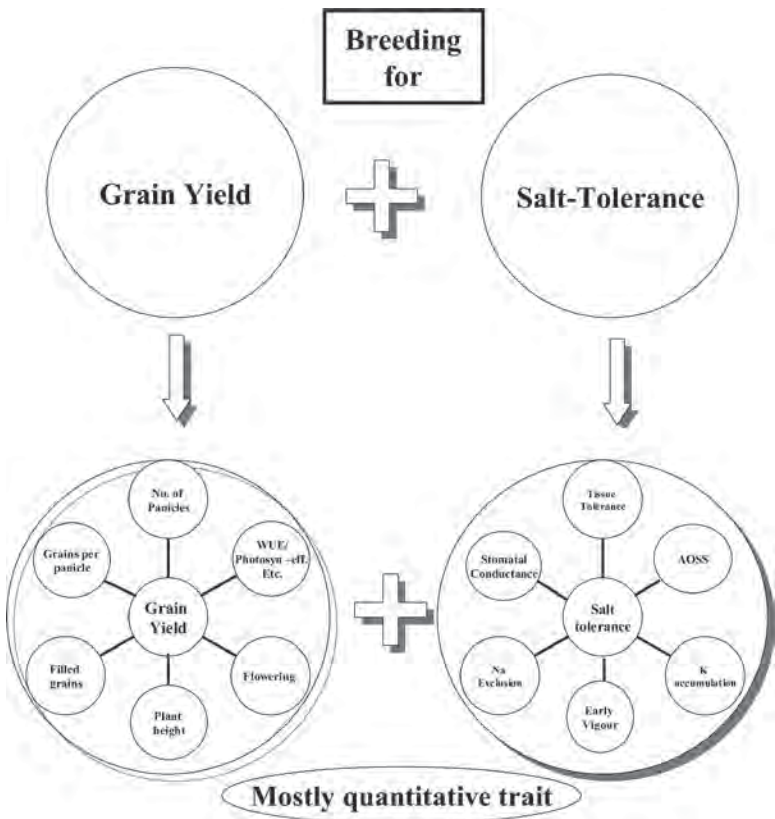 Breeding
for
Grain Yield
Salt-Tolerance
No. of
Panicles
Grains per
panicle
WUE/
Photosyn –eff.
Etc.
Grain
Yield
Filled
grains
Flowering
Plant
height
Tissue
Tolerance
Stomatal
Conductance
AOSS
Salt
tolerance
Na
Exclusion
K
accumulation
Early
Vigour
Mostly quantitative trait